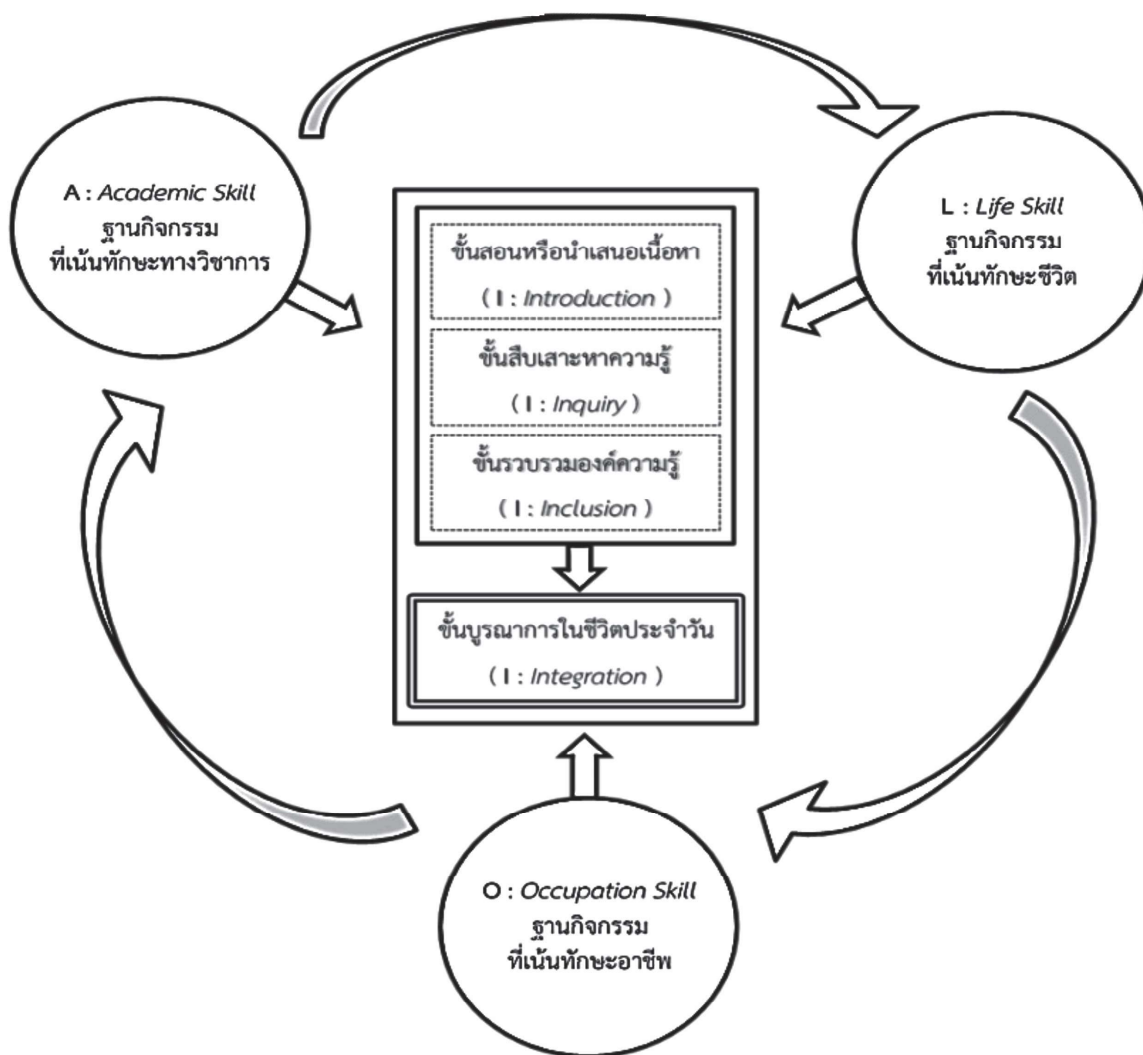 A : Academic Skill
ฐานกิจกรรม
ที่เน้นทักษะทางวิชาการ
L : Life Skill
ฐานกิจกรรม
ที่เน้นทักษะชีวิต
ขั้นสอนหรือนำเสนอเนื้อหา
( I : Introduction )
ขั้นสืบเสาะหาความรู้
( I : Inquiry )
ขั้นรวบรวมองค์ความรู้
( I : Inclusion )
ขั้นบูรณาการในชีวิตประจำวัน
( I : Integration )
O : Occupation Skill
ฐานกิจกรรม
ที่เน้นทักษะอาชีพ